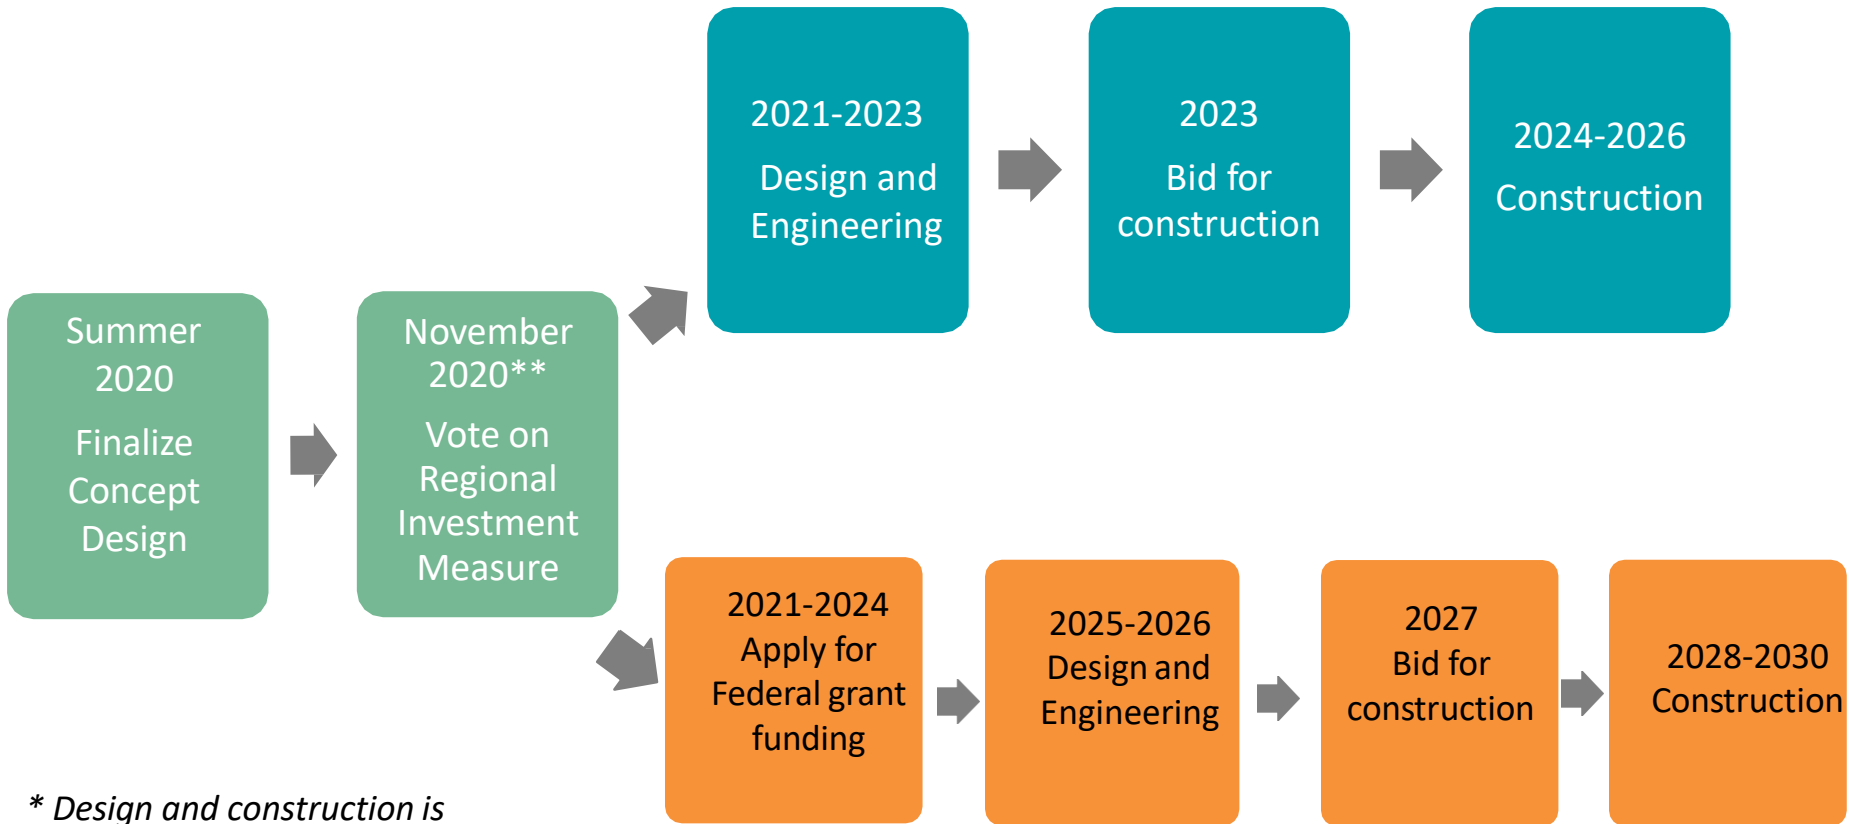 Summer
2020
Finalize
Concept
Design
November
2020**
Vote on
Regional
Investment
Measure
2021-2023
Design and
Engineering
2023
Bid for
construction
2024-2026
Construction
2021-2024
Apply for
Federal grant
funding
2025-2026
Design and
Engineering
2027
Bid for
construction
2028-2030
Construction
* Design and construction is